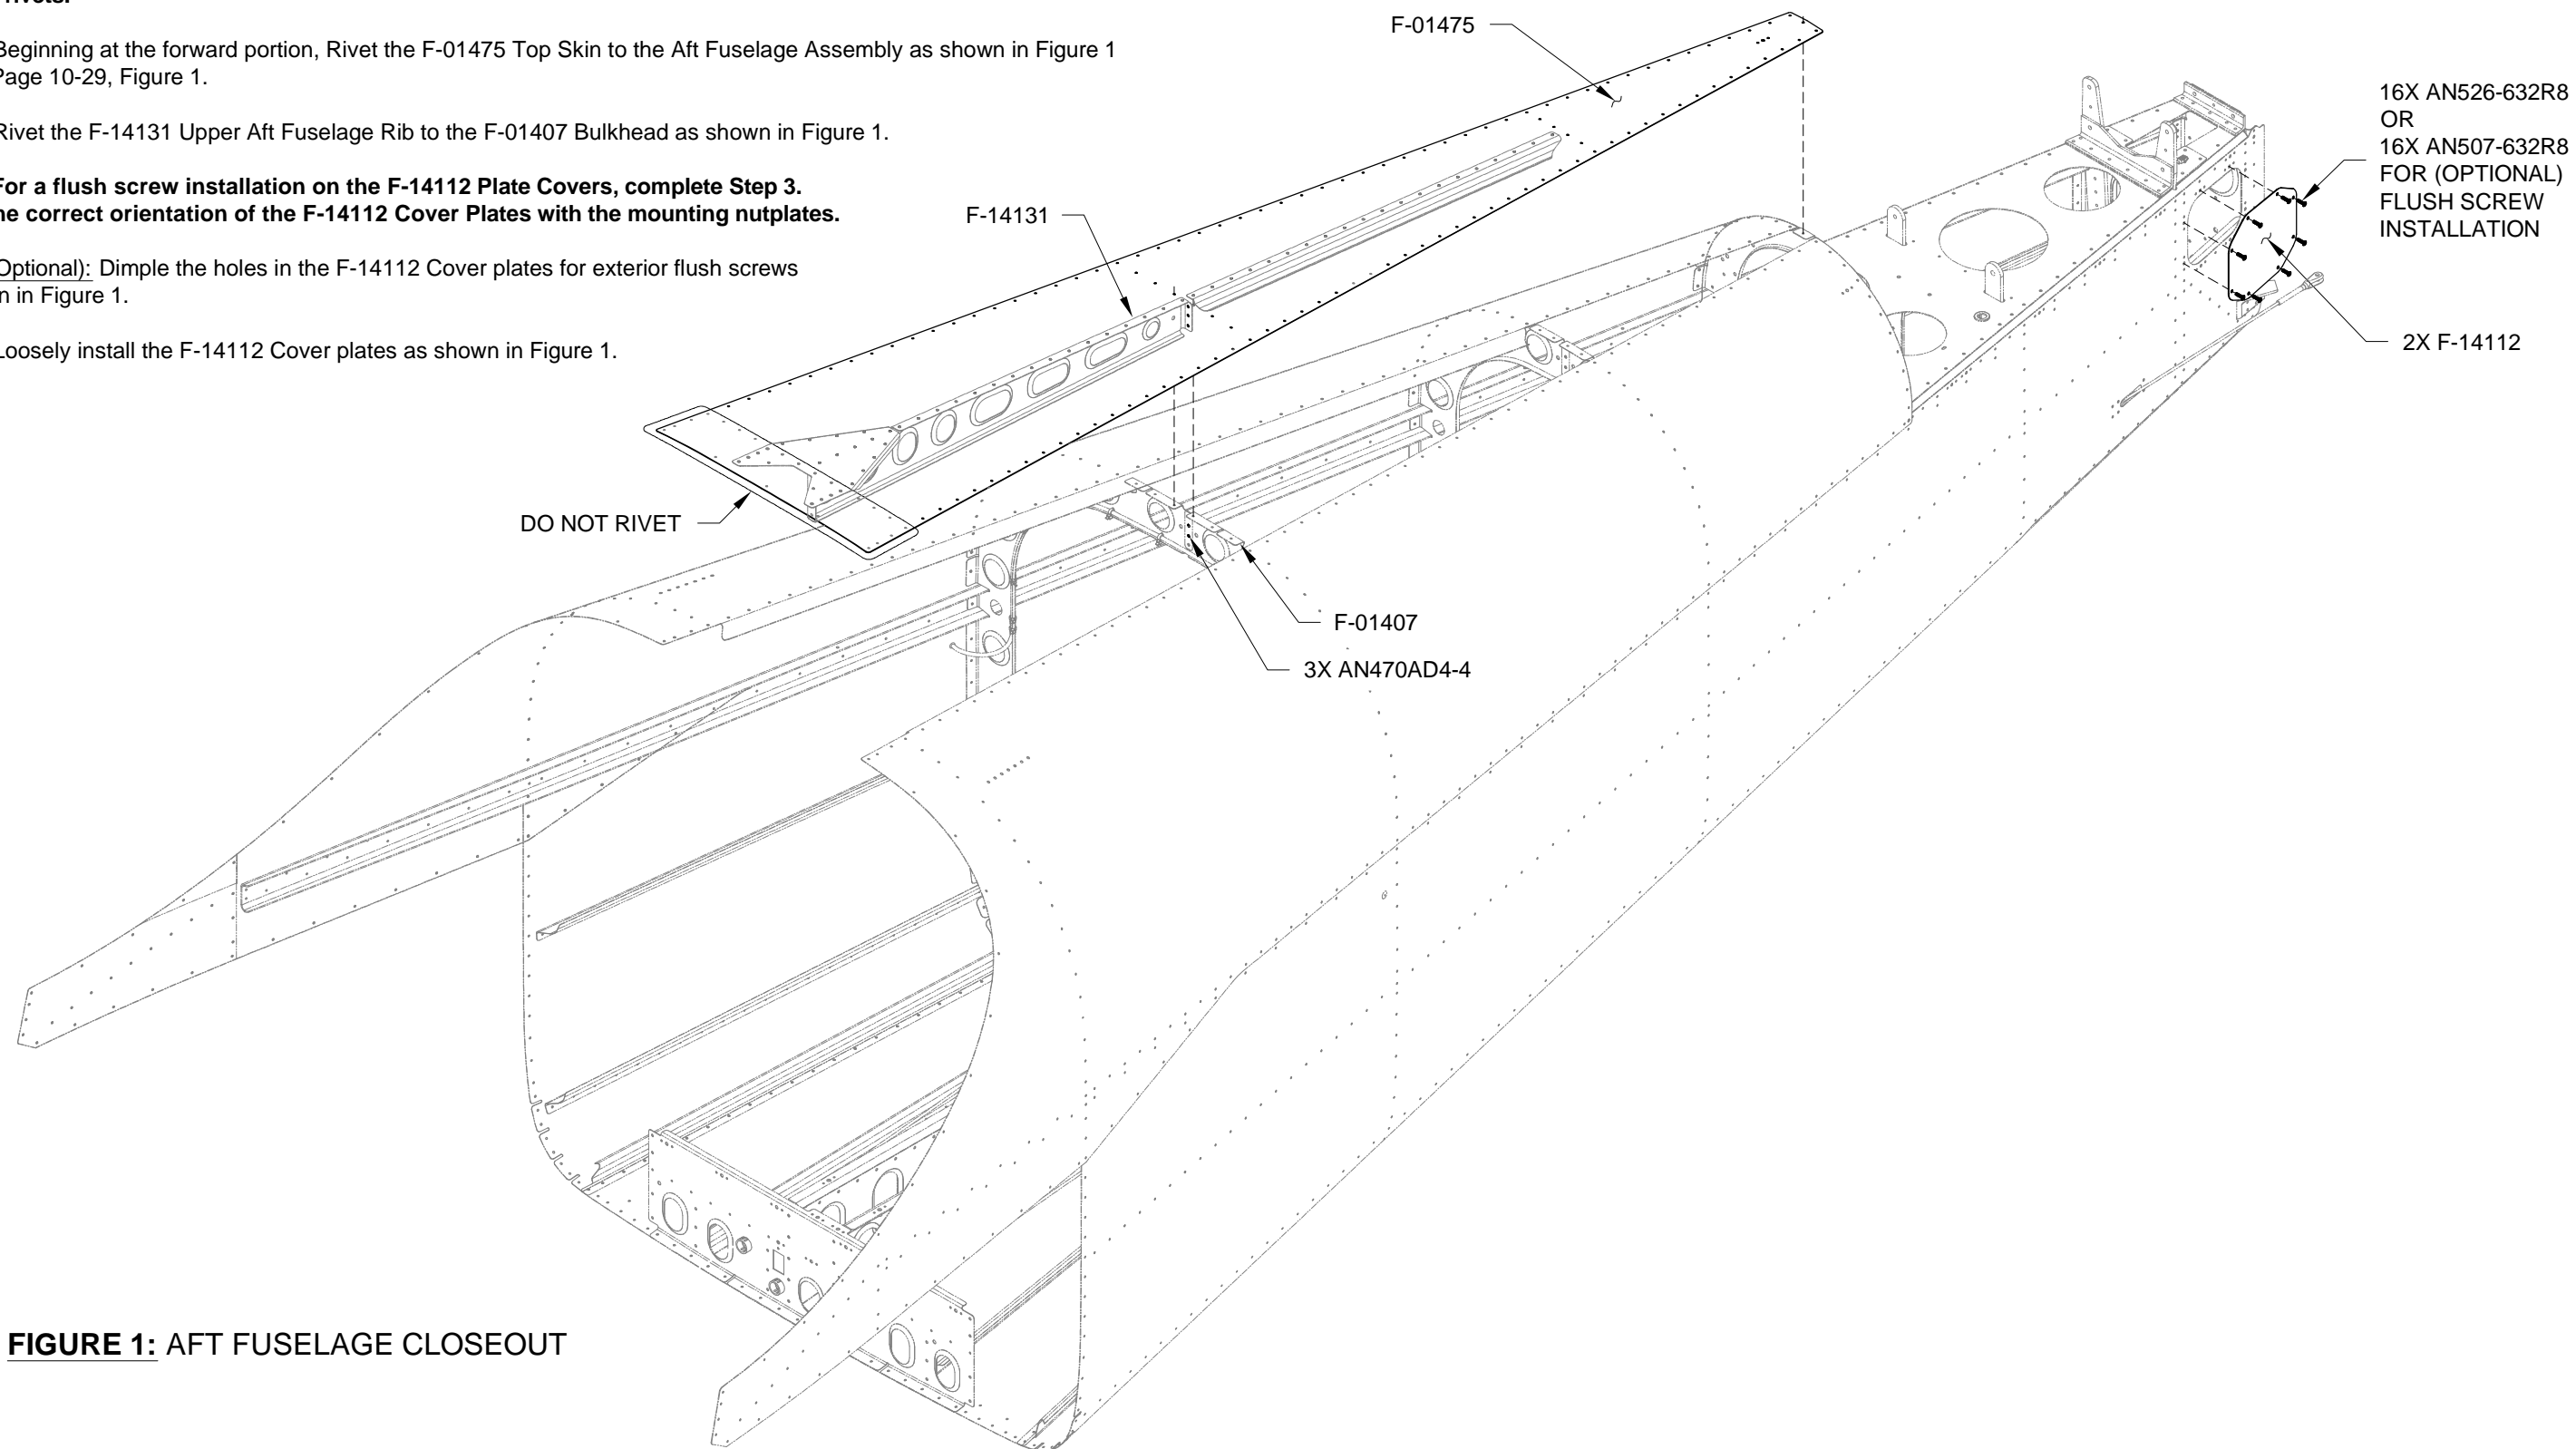 rivets.
Beginning at the forward portion, Rivet the F-01475 Top Skin to the Aft Fuselage Assembly as shown in Figure 1
Page 10-29, Figure 1.
Rivet the F-14131 Upper Aft Fuselage Rib to the F-01407 Bulkhead as shown in Figure 1.
For a flush screw installation on the F-14112 Plate Covers, complete Step 3.
he correct orientation of the F-14112 Cover Plates with the mounting nutplates.
Optional): Dimple the holes in the F-14112 Cover plates for exterior flush screws
n in Figure 1.
Loosely install the F-14112 Cover plates as shown in Figure 1.
F-01475
16X AN526-632R8
OR
16X AN507-632R8
FOR (OPTIONAL)
FLUSH SCREW
INSTALLATION
F-14131
2X F-14112
DO NOT RIVET
F-01407
3X AN470AD4-4
FIGURE 1: AFT FUSELAGE CLOSEOUT